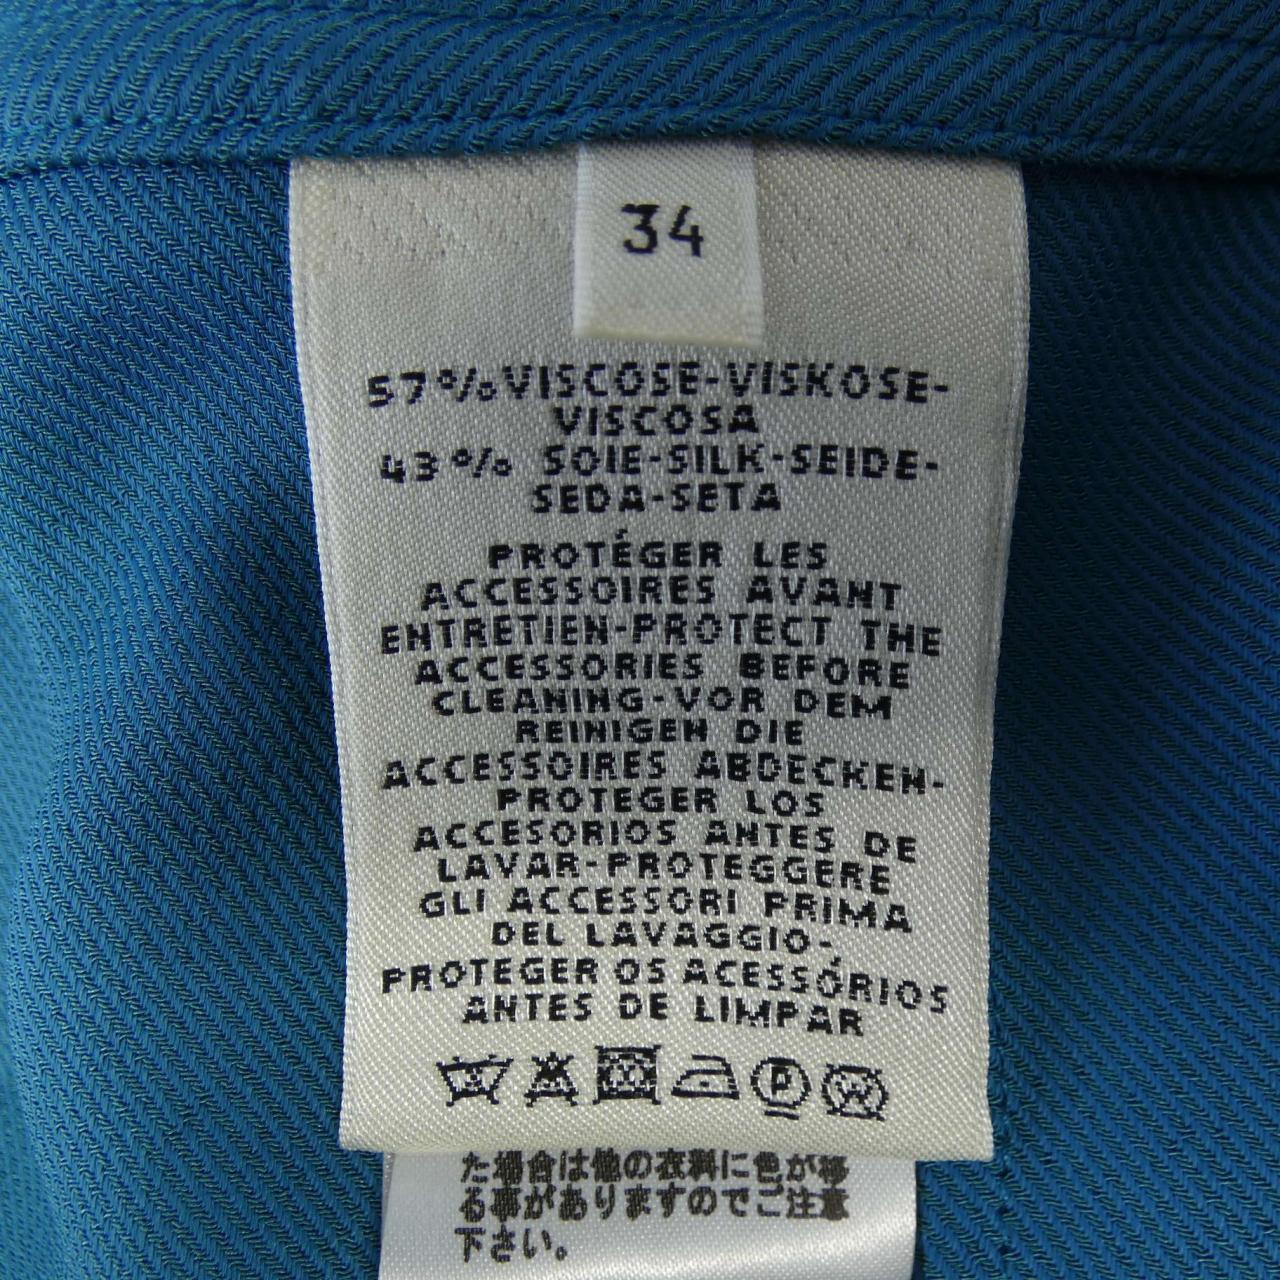 34
57%VISCOSE-VISKOSE-
VISCOSA
43% SOIE-SILK-SEIDE-
SEDA-SETA
PROTÉGER LES
ACCESSOIRES AVANT
ENTRETIEN-PROTECT THE
ACCESSORIES BEFORE
CLEANING-VOR DEM
REINIGEN DIE
ACCESSOIRES ABDECKEN-
PROTEGER LOS
ACCESORIOS ANTES DE
LAVAR-PROTEGGERE
GLI ACCESSORI PRIMA
DEL LAVAGGIO-
PROTEGER OS ACESSÓRIOS
ANTES DE LIMPAR
P W
た場合は他の衣料に色が移
る事がありますのでご注意
下さい。